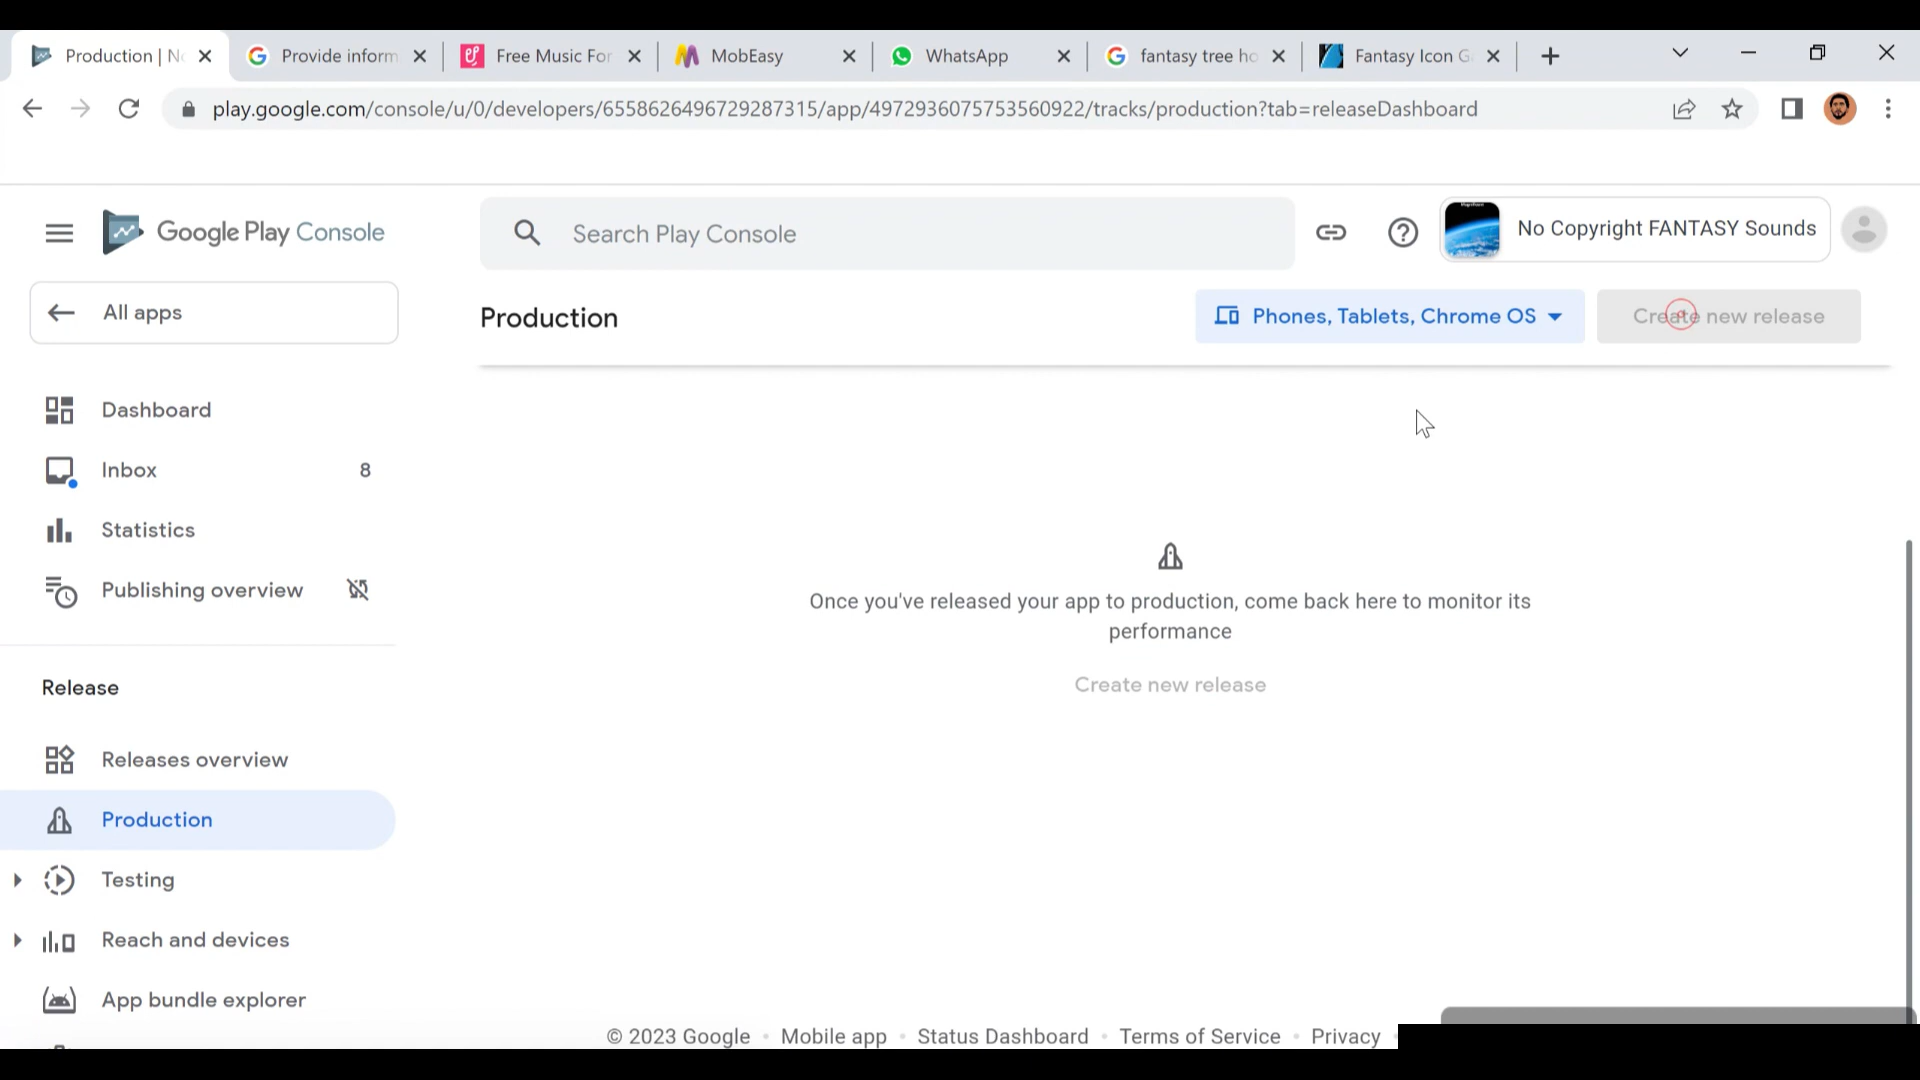 Production | No
Provide inform
Free Music For
MobEasy
WhatsApp
fantasy tree ho
Fantasy Icon G
play.google.com/console/u/0/developers/6558626496729287315/app/4972936075753560922/tracks/production?tab=releaseDashboard
Google Play Console
Search Play Console
No Copyright FANTASY Sounds
All apps
Production
Phones, Tablets, Chrome OS
Create new release
Dashboard
Inbox 8
Statistics
Publishing overview
Once you've released your app to production, come back here to monitor its
performance
Create new release
Release
Releases overview
Production
Testing
Reach and devices
App bundle explorer
© 2023 Google · Mobile app · Status Dashboard · Terms of Service · Privacy